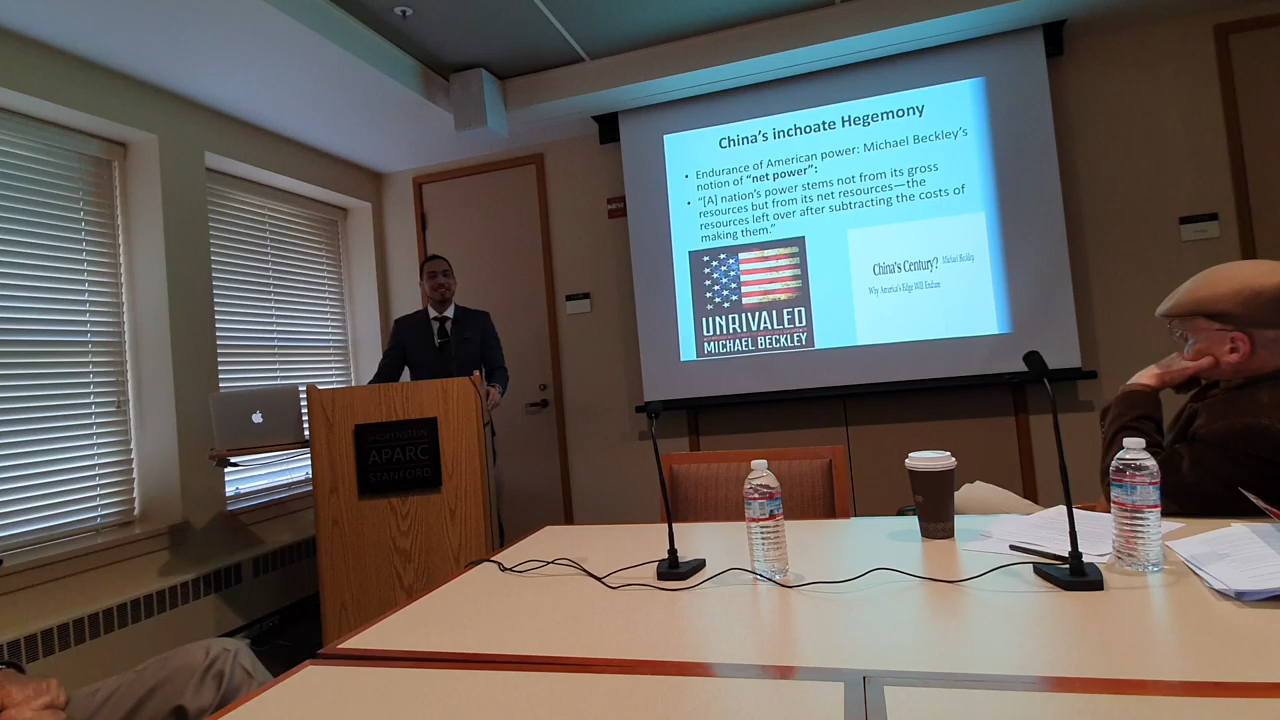 China's inchoate Hegemony
• Endurance of American power: Michael Beckley's
notion of "net power":
• "[A] nation's power stems not from its gross
resources but from its net resources—the
resources left over after subtracting the costs of
making them."
UNRIVALED
MICHAEL BECKLEY
China's Century? Michael Beckley
Why America's Edge Will Endure
SHORENSTEIN
APARC
STANFORD